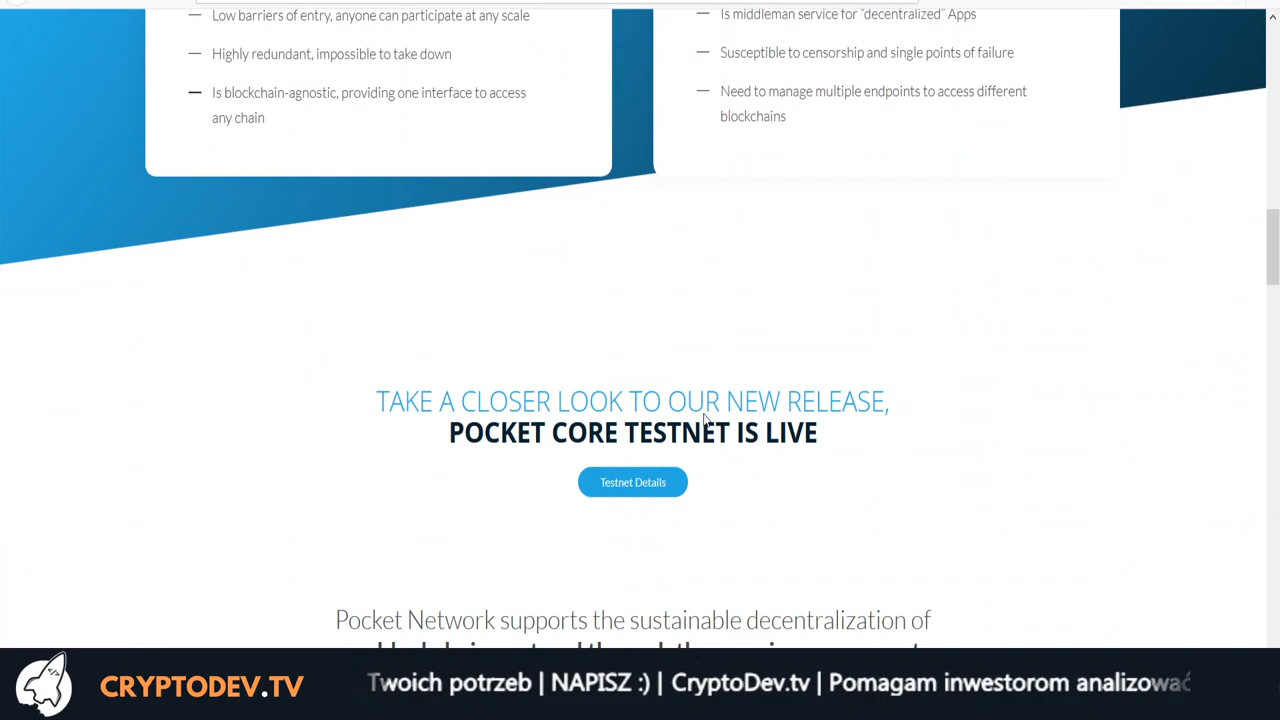 Low barriers of entry, anyone can participate at any scale
Highly redundant, impossible to take down
Is blockchain-agnostic, providing one interface to access
any chain
Is middleman service for “decentralized” Apps
Susceptible to censorship and single points of failure
Need to manage multiple endpoints to access different
blockchains
TAKE A CLOSER LOOK TO OUR NEW RELEASE,
POCKET CORE TESTNET IS LIVE
Testnet Details
Pocket Network supports the sustainable decentralization of
CRYPTODEV.TV
Twoich potrzeb | NAPISZ :) | CryptoDev.tv | Pomagam inwestorom analizować